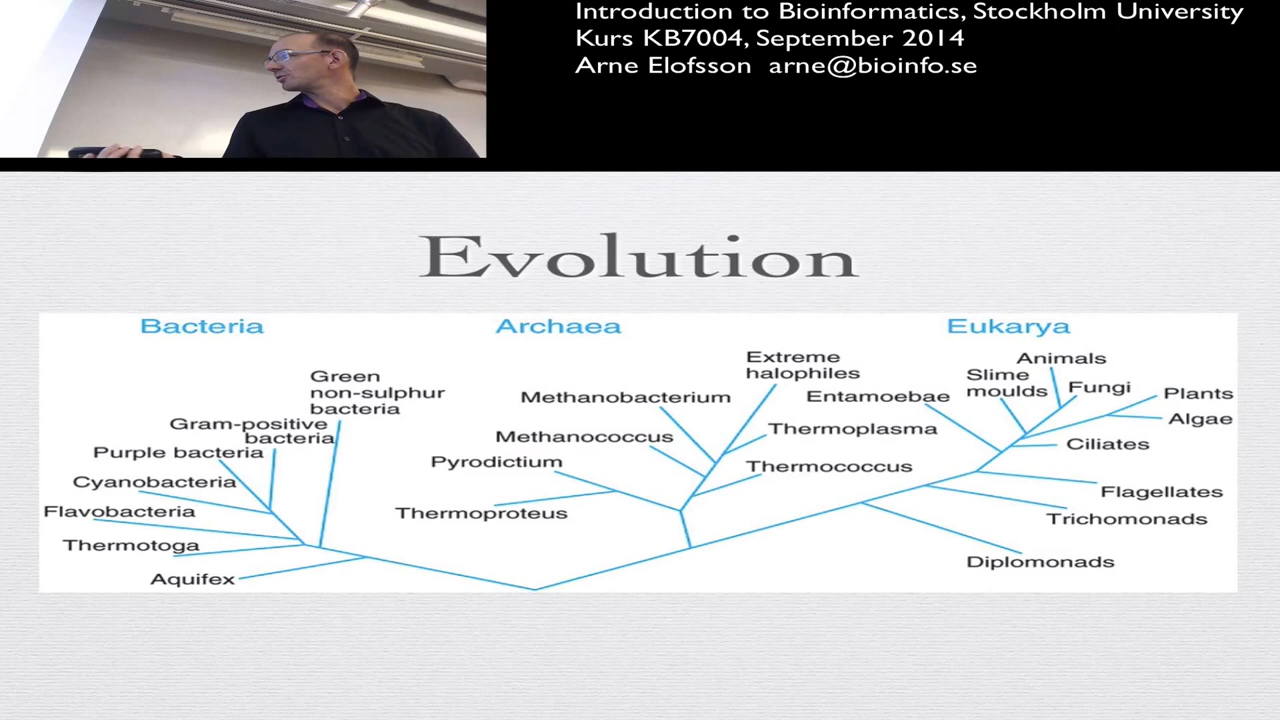 Introduction to Bioinformatics, Stockholm University
Kurs KB7004, September 2014
Arne Elofsson arne@bioinfo.se
Evolution
Bacteria
Archaea
Eukarya
Green
non-sulphur
bacteria
Gram-positive
bacteria
Purple bacteria
Cyanobacteria
Flavobacteria
Thermotoga
Aquifex
Extreme
halophiles
Methanobacterium
Methanococcus
Pyrodictium
Thermoproteus
Thermoplasma
Thermococcus
Entamoebae
Slime
moulds
Animals
Fungi
Plants
Algae
Ciliates
Flagellates
Trichomonads
Diplomonads